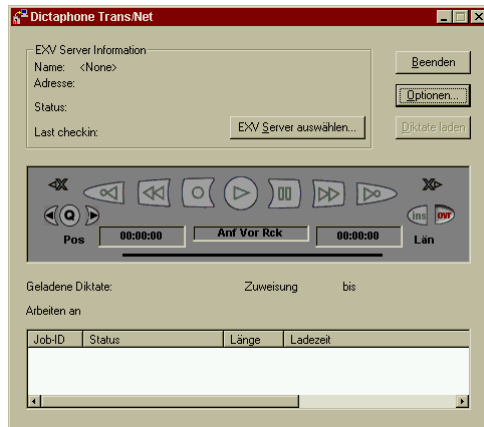 Dictaphone Trans/Net
EXV Server Information
Name: <None>
Adresse:
Status:
Last checkin:
EXV Server auswählen...
Beenden
Optionen...
Diktate laden
X X
Q
ins ovr
Pos 00:00:00 Anf Vor Rck 00:00:00 Län
Geladene Diktate: Zuweisung bis
Arbeiten an
Job-ID Status Länge Ladezeit